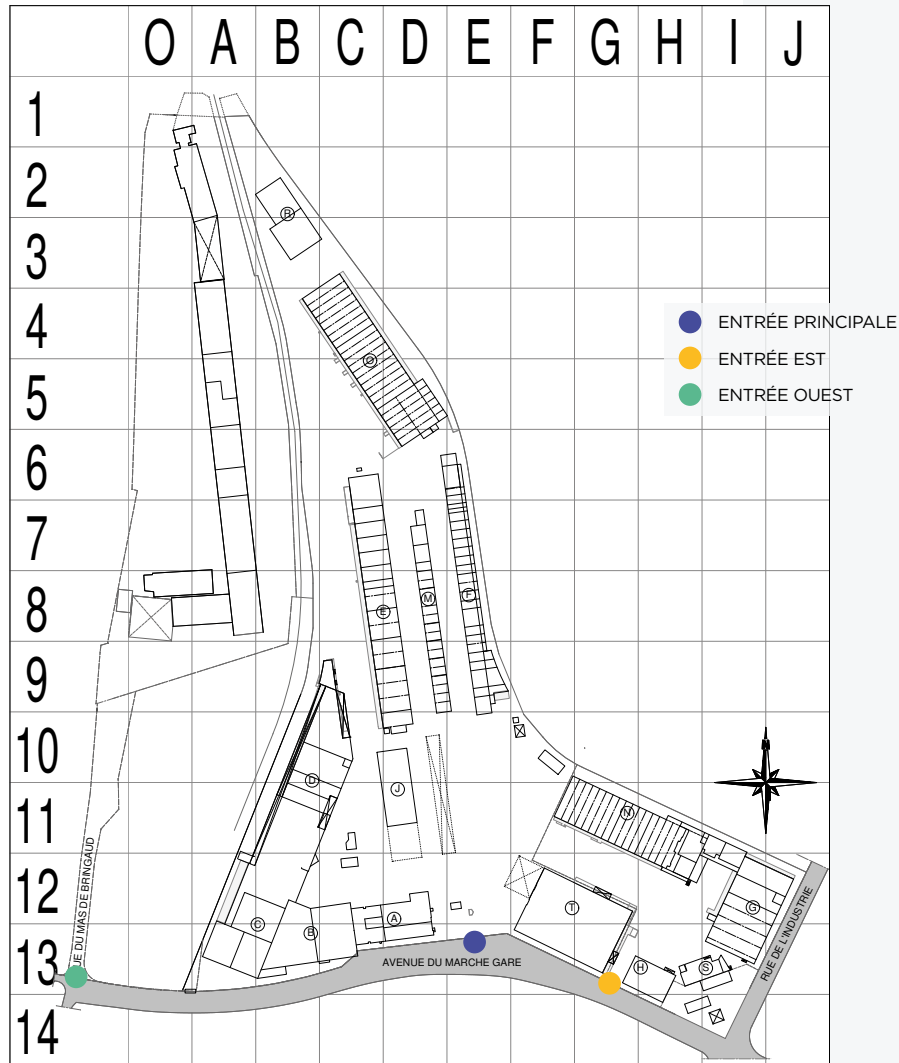 O A B C D E F G H I J
1
2
R
3
4
ENTRÉE PRINCIPALE
O
ENTRÉE EST
5
ENTRÉE OUEST
6
7
8
E M F
9
10
D
J
11
N
12
RUE DE L'INDUSTRIE
UE DU MAS DE BRINGAUD
C B A D T G
13
AVENUE DU MARCHE GARE
H S
14